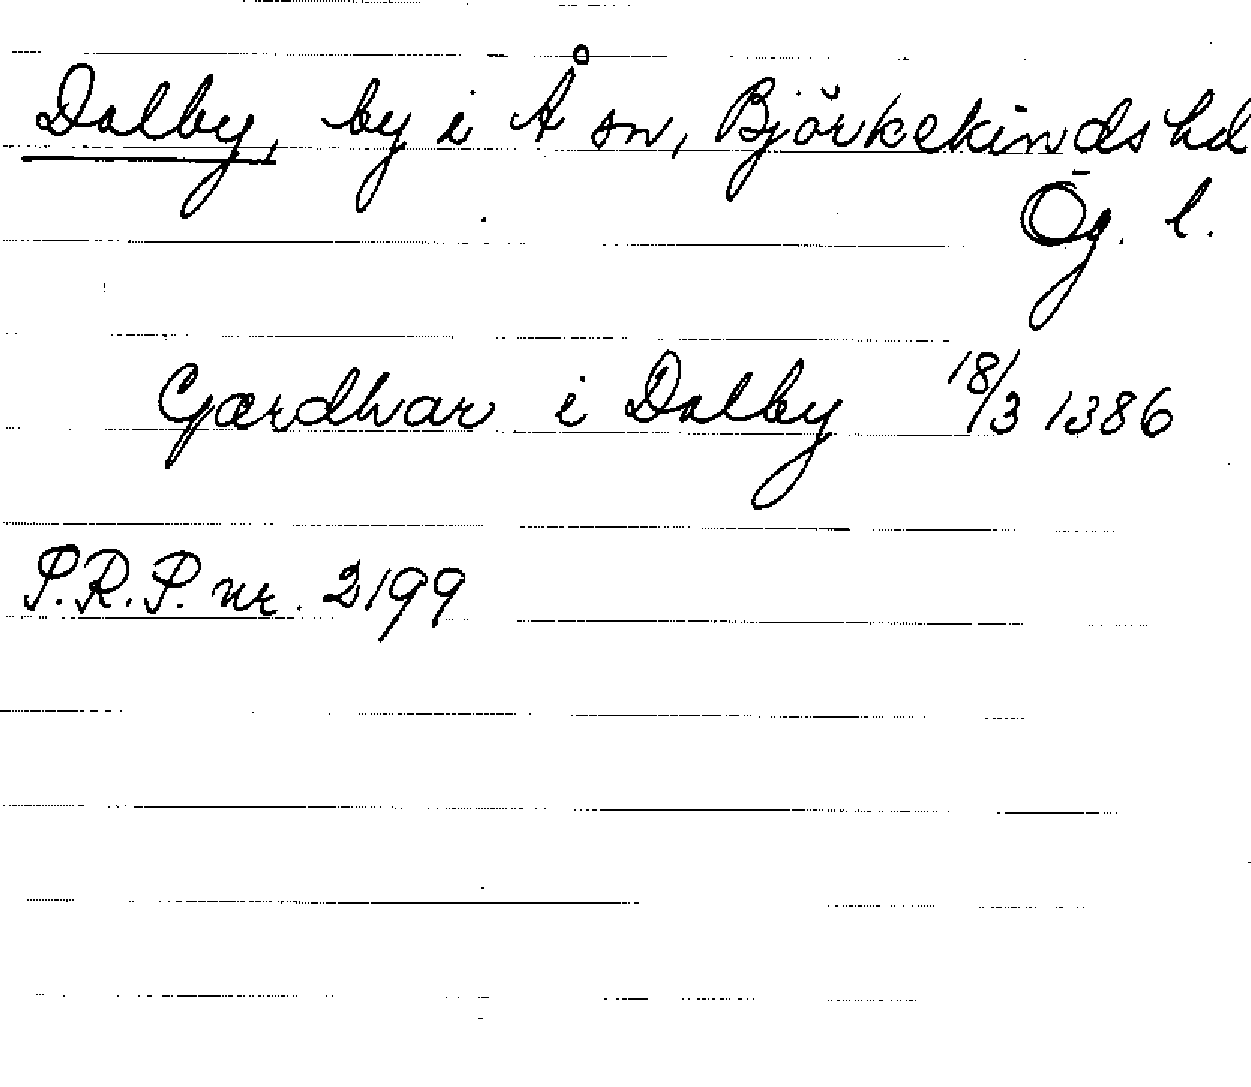 Dalby, by i Å sn, Björkekinds hd
Ög. l.
Gærdhar i Dalby 18/3 1386
P.R.P. nr. 2199